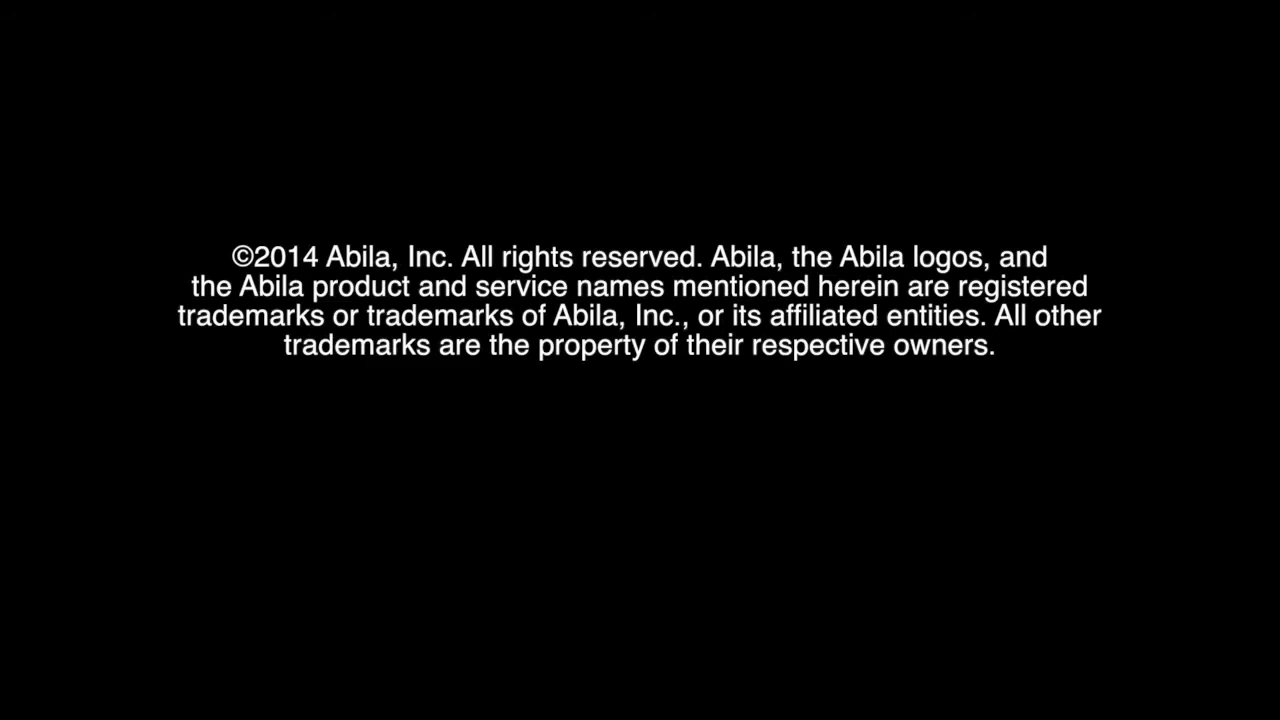 ©2014 Abila, Inc. All rights reserved. Abila, the Abila logos, and
the Abila product and service names mentioned herein are registered
trademarks or trademarks of Abila, Inc., or its affiliated entities. All other
trademarks are the property of their respective owners.